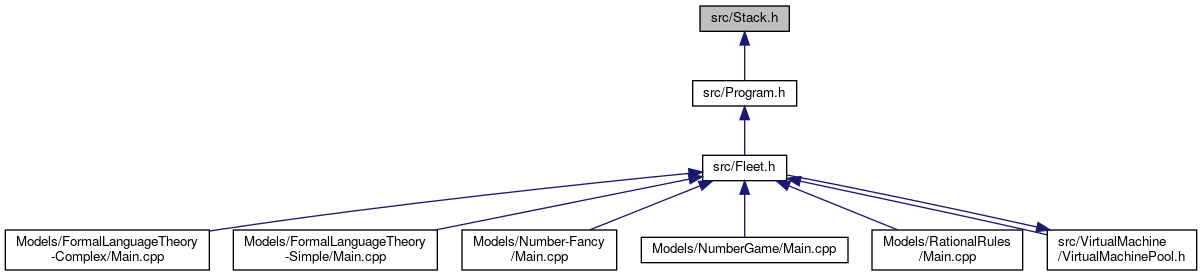 src/Stack.h
src/Program.h
src/Fleet.h
Models/FormalLanguageTheory
-Complex/Main.cpp
Models/FormalLanguageTheory
-Simple/Main.cpp
Models/Number-Fancy
/Main.cpp
Models/NumberGame/Main.cpp
Models/RationalRules
/Main.cpp
src/VirtualMachine
/VirtualMachinePool.h